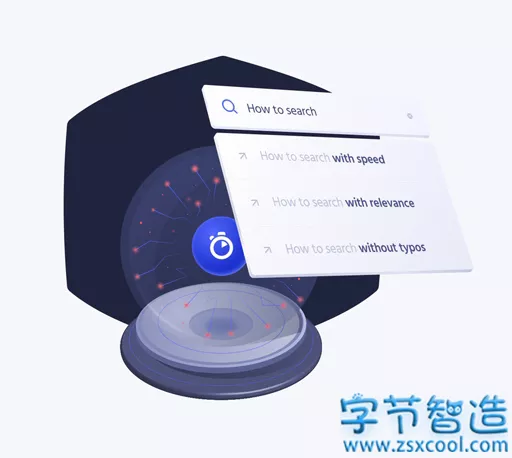 How to search
How to search with speed
How to search with relevance
How to search without typos
字节智造
www.zsxcool.com